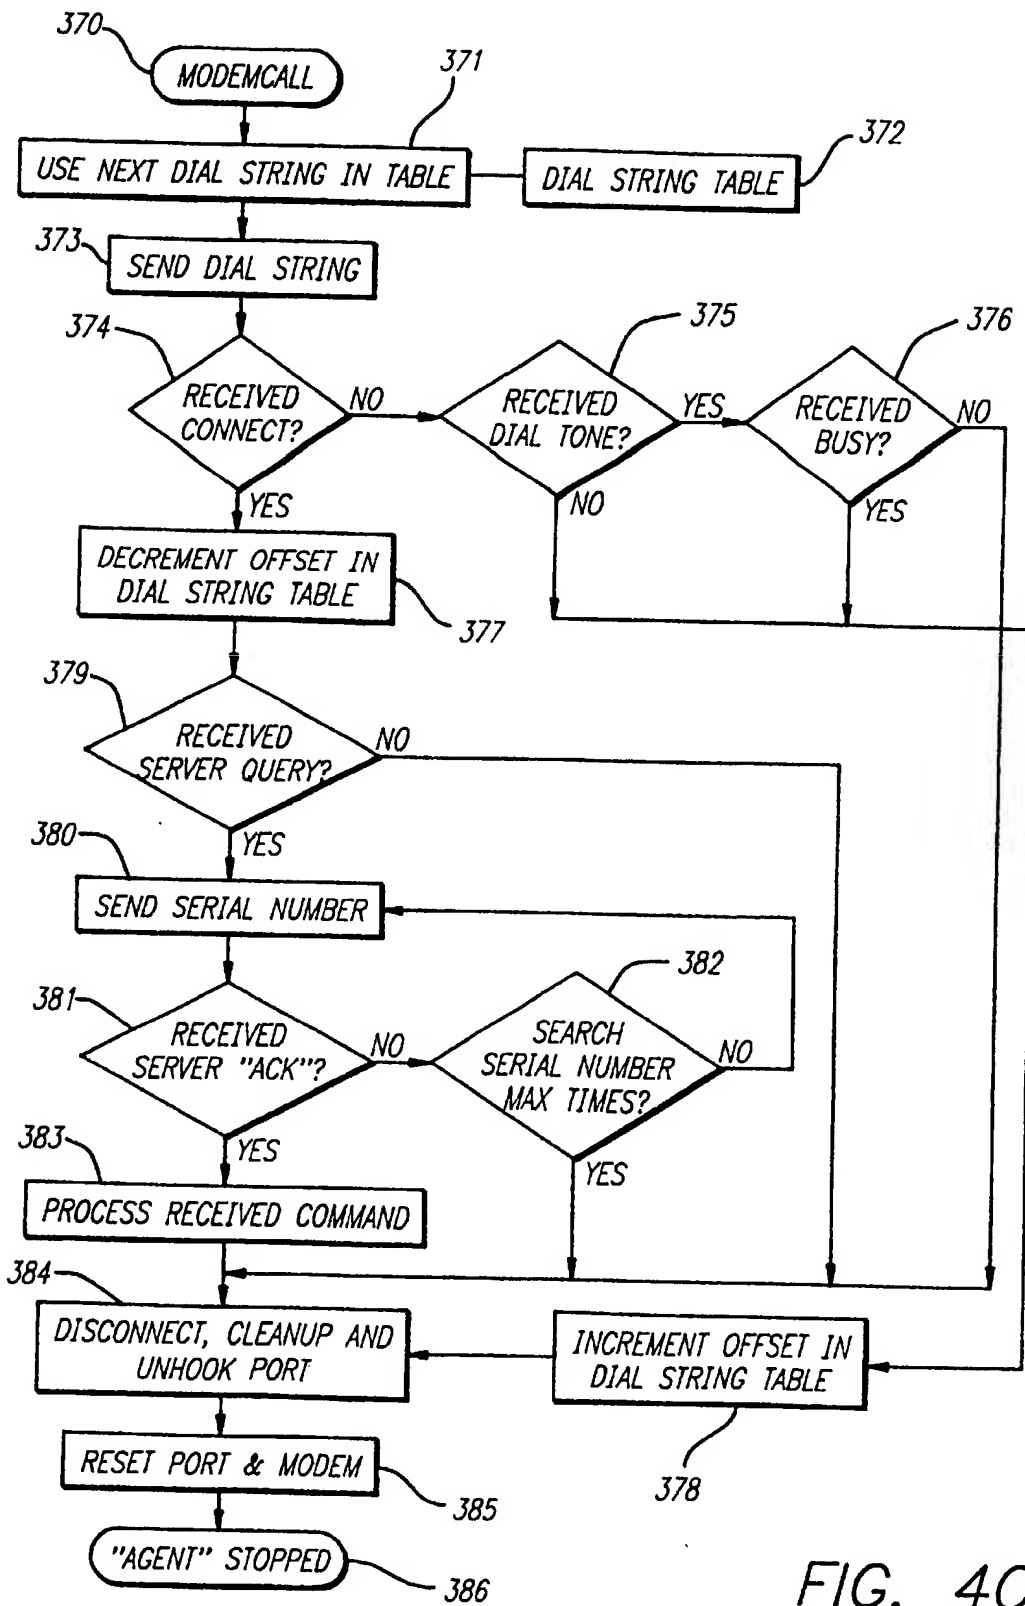 370
MODEMCALL
371
USE NEXT DIAL STRING IN TABLE
DIAL STRING TABLE
372
373
SEND DIAL STRING
374
RECEIVED
CONNECT?
NO
YES
375
RECEIVED
DIAL TONE?
YES
NO
376
RECEIVED
BUSY?
NO
YES
DECREMENT OFFSET IN
DIAL STRING TABLE
377
379
RECEIVED
SERVER QUERY?
NO
YES
380
SEND SERIAL NUMBER
381
RECEIVED
SERVER "ACK"?
NO
YES
382
SEARCH
SERIAL NUMBER
MAX TIMES?
NO
YES
383
PROCESS RECEIVED COMMAND
384
DISCONNECT, CLEANUP AND
UNHOOK PORT
INCREMENT OFFSET IN
DIAL STRING TABLE
378
RESET PORT & MODEM
385
"AGENT" STOPPED
386
FIG.